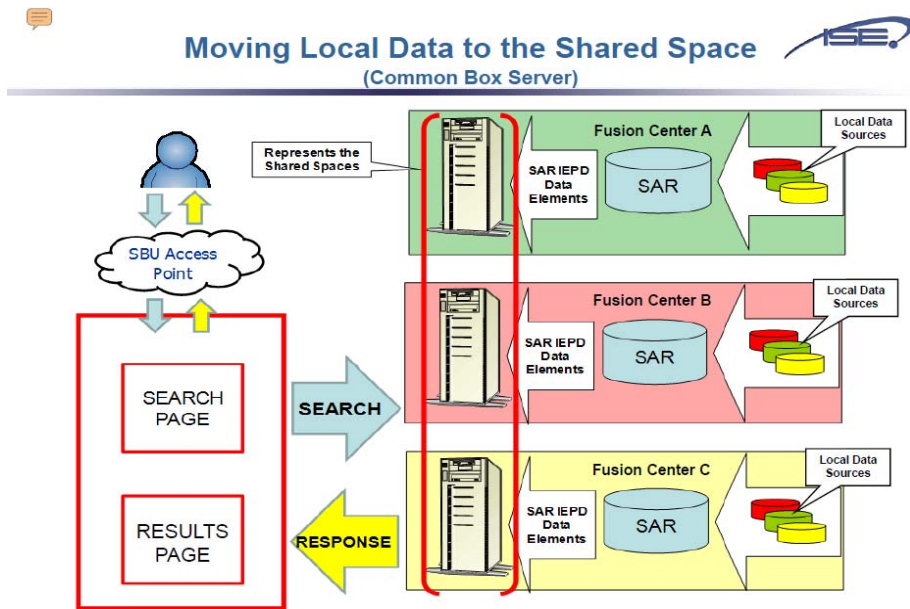 Moving Local Data to the Shared Space
(Common Box Server)
ISE.
Represents the
Shared Spaces
SBU Access
Point
SEARCH
PAGE
RESULTS
PAGE
SEARCH
RESPONSE
Fusion Center A
SAR IEPD
Data
Elements
SAR
Local Data
Sources
Fusion Center B
SAR IEPD
Data
Elements
SAR
Local Data
Sources
Fusion Center C
SAR IEPD
Data
Elements
SAR
Local Data
Sources